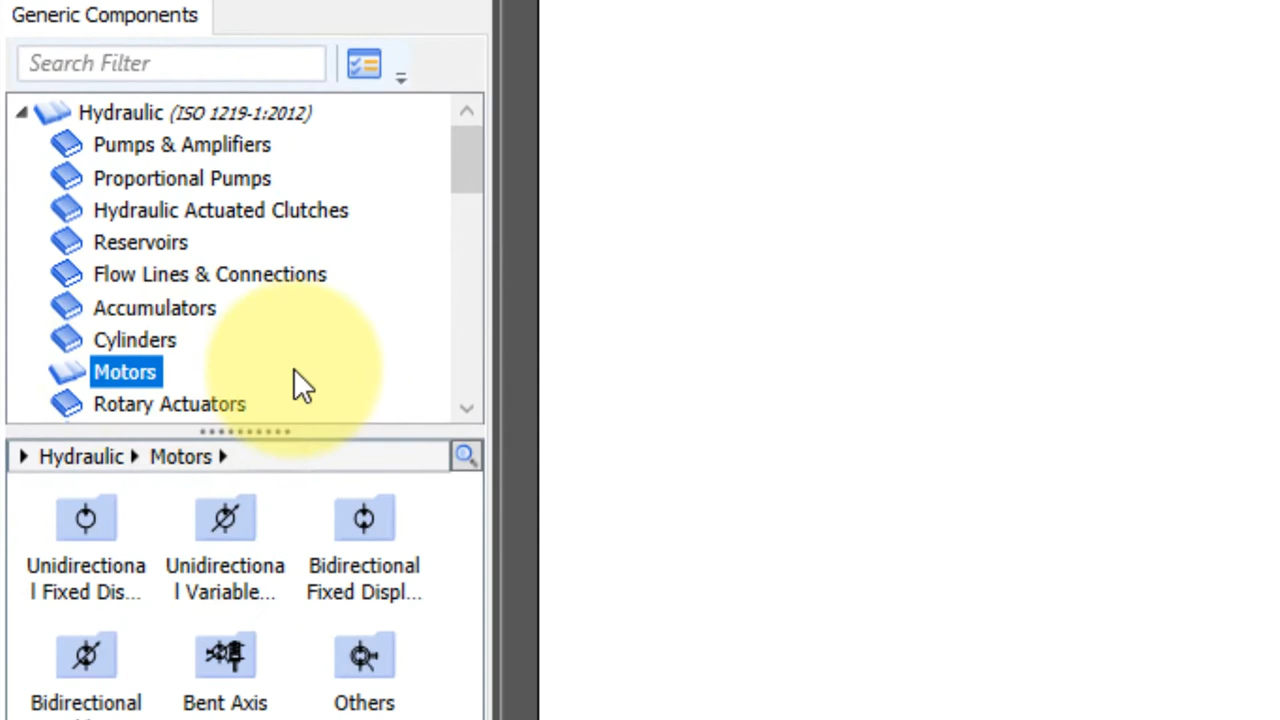 Generic Components
Search Filter
Hydraulic (ISO 1219-1:2012)
Pumps & Amplifiers
Proportional Pumps
Hydraulic Actuated Clutches
Reservoirs
Flow Lines & Connections
Accumulators
Cylinders
Motors
Rotary Actuators
Hydraulic Motors
Unidirectiona
l Fixed Dis...
Unidirectiona
l Variable...
Bidirectional
Fixed Displ...
Bidirectional
Bent Axis
Others